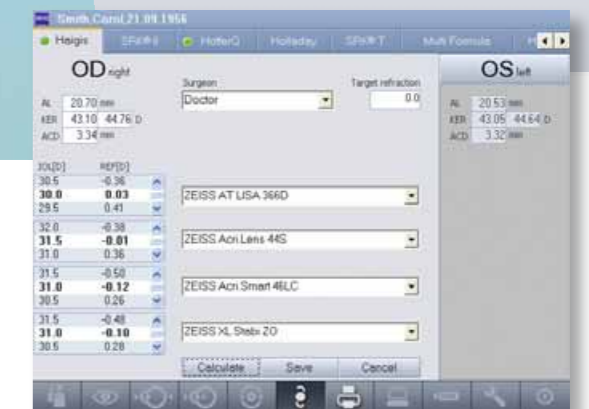 Smith Carol,21.09.1956
Haigis SRK®II HofferQ Holladay SRK®T Multi Formula
OD right
OS left
Surgeon
Doctor
Target refraction
0.0
AL 20.70 mm
KER 43.10 44.76 D
ACD 3.34 mm
AL 20.53 mm
KER 43.05 44.64 D
ACD 3.32 mm
IOL[D] REF[D]
30.5 -0.36
30.0 0.03
29.5 0.41
ZEISS AT LISA 366D
32.0 -0.38
31.5 -0.01
31.0 0.36
ZEISS Acri.Lens 44S
31.5 -0.50
31.0 -0.12
30.5 0.26
ZEISS Acri.Smart 46LC
31.5 -0.48
31.0 -0.10
30.5 0.28
ZEISS XL Stabi ZO
Calculate Save Cancel